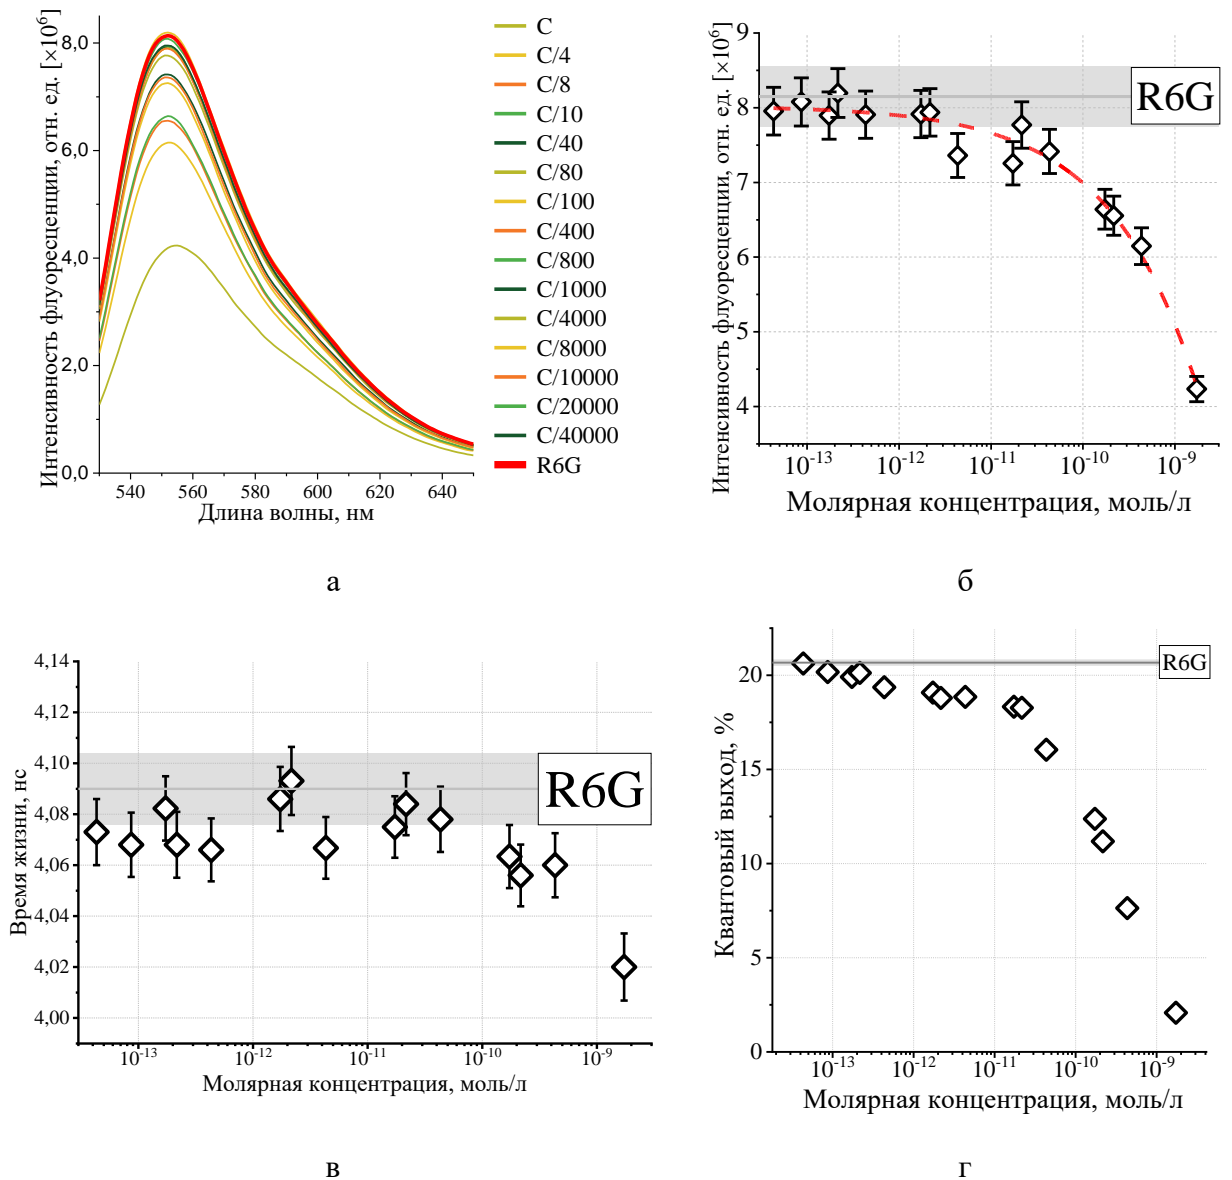 Интенсивность флуоресценции, отн. ед. [×10⁶]
8,0
6,0
4,0
2,0
0,0
540 560 580 600 620 640
Длина волны, нм
C
C/4
C/8
C/10
C/40
C/80
C/100
C/400
C/800
C/1000
C/4000
C/8000
C/10000
C/20000
C/40000
R6G
а
Интенсивность флуоресценции, отн. ед. [×10⁶]
9
8
7
6
5
4
R6G
10⁻¹³ 10⁻¹² 10⁻¹¹ 10⁻¹⁰ 10⁻⁹
Молярная концентрация, моль/л
б
Время жизни, нс
4,14
4,12
4,10
4,08
4,06
4,04
4,02
4,00
R6G
10⁻¹³ 10⁻¹² 10⁻¹¹ 10⁻¹⁰ 10⁻⁹
Молярная концентрация, моль/л
в
Квантовый выход, %
20
15
10
5
0
R6G
10⁻¹³ 10⁻¹² 10⁻¹¹ 10⁻¹⁰ 10⁻⁹
Молярная концентрация, моль/л
г